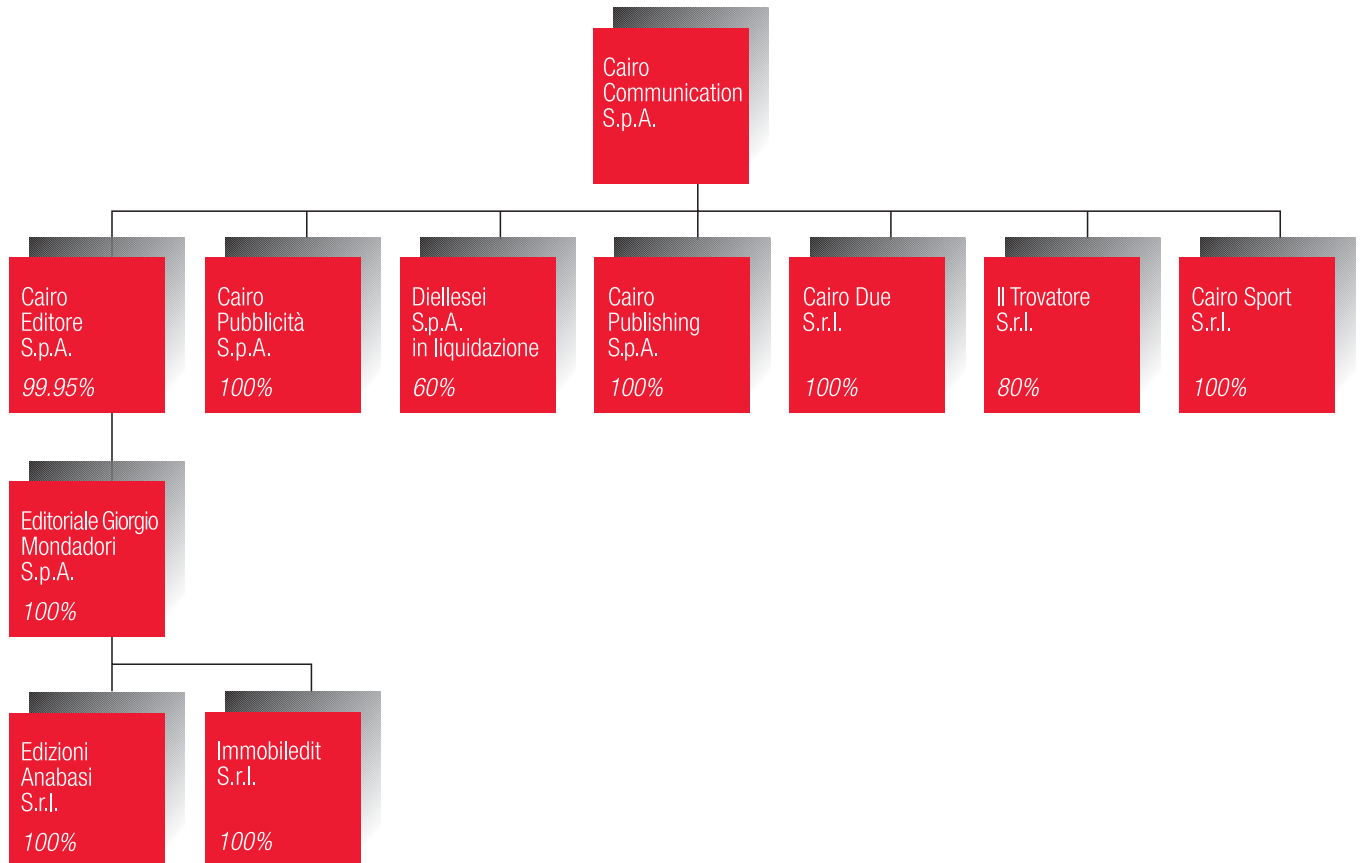 Cairo
Communication
S.p.A.
Cairo
Editore
S.p.A.
99.95%
Cairo
Pubblicità
S.p.A.
100%
Diellesei
S.p.A.
in liquidazione
60%
Cairo
Publishing
S.p.A.
100%
Cairo Due
S.r.l.
100%
Il Trovatore
S.r.l.
80%
Cairo Sport
S.r.l.
100%
Editoriale Giorgio
Mondadori
S.p.A.
100%
Edizioni
Anabasi
S.r.l.
100%
Immobiledit
S.r.l.
100%